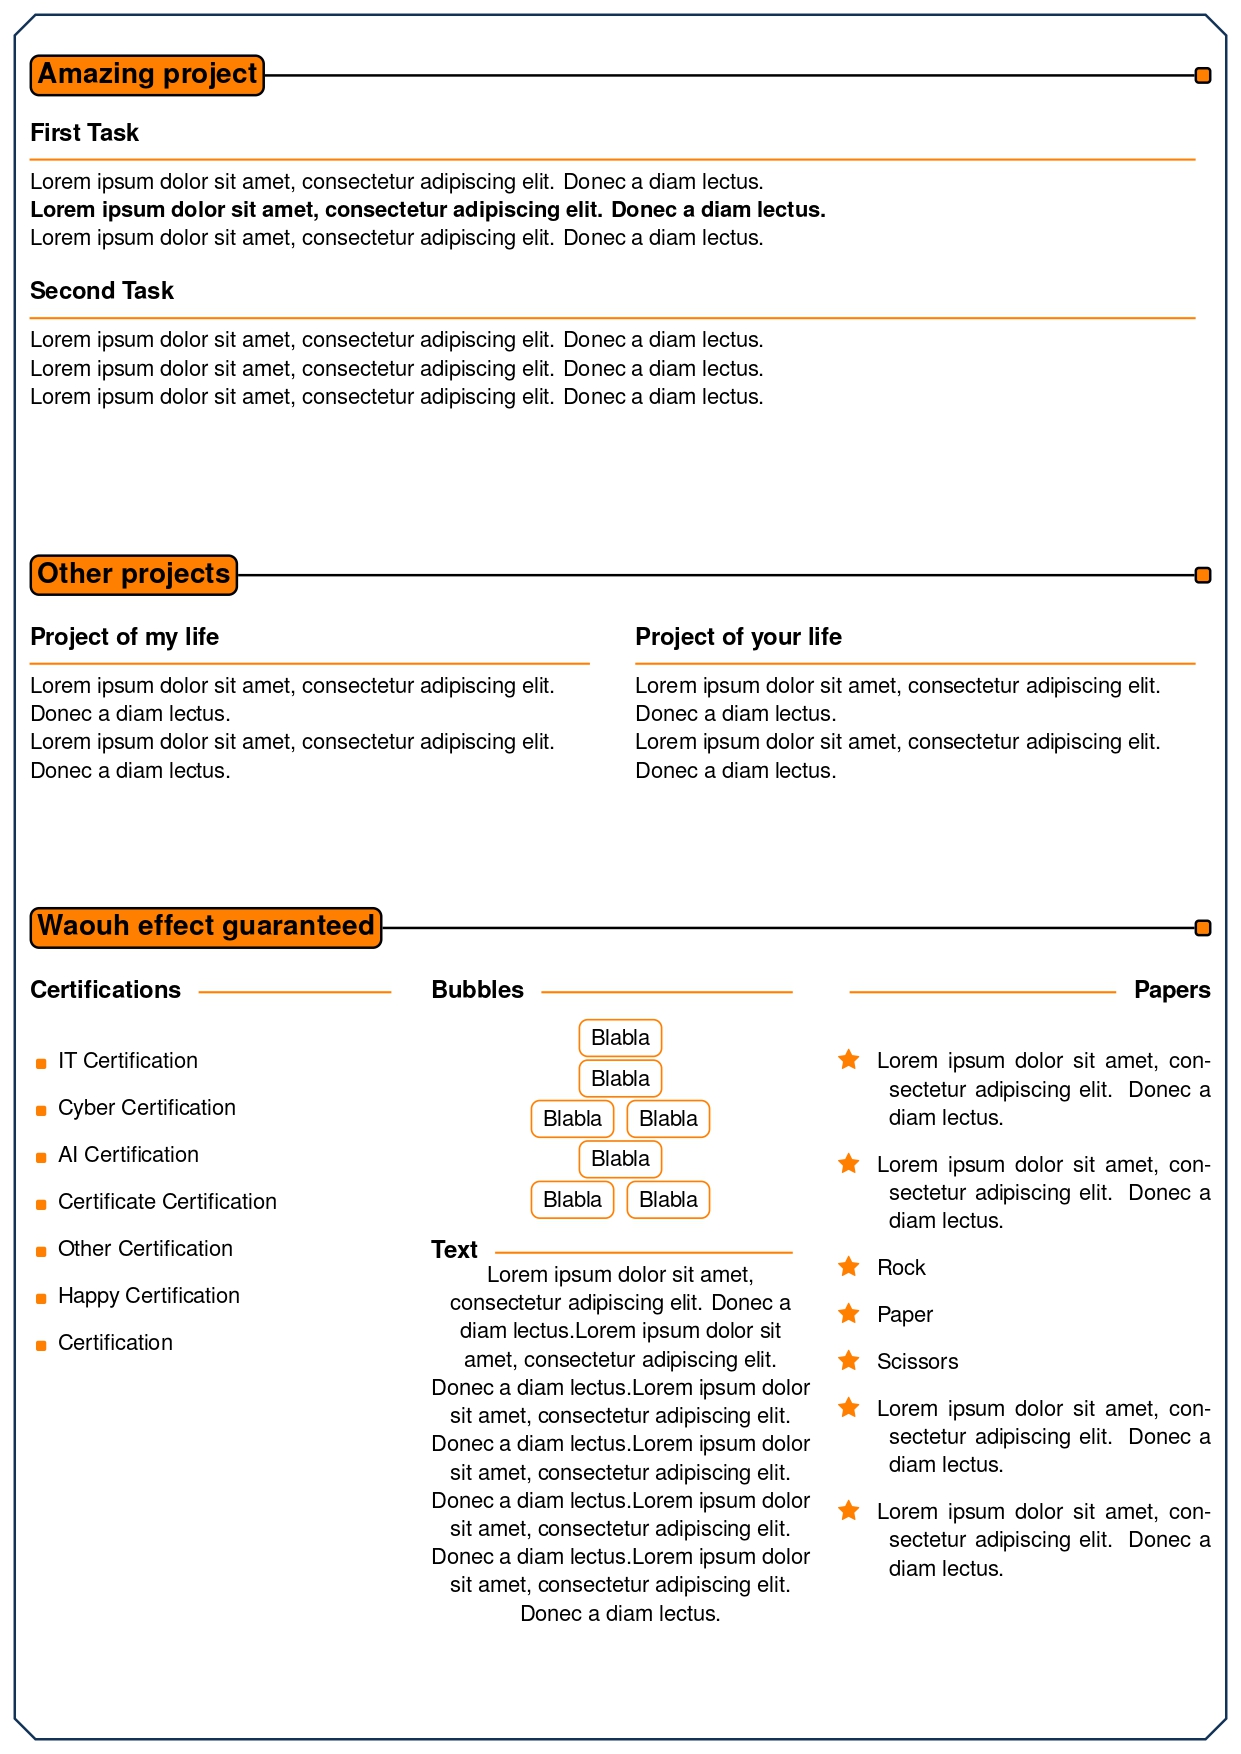 Amazing project
First Task
Lorem ipsum dolor sit amet, consectetur adipiscing elit. Donec a diam lectus.
Lorem ipsum dolor sit amet, consectetur adipiscing elit. Donec a diam lectus.
Lorem ipsum dolor sit amet, consectetur adipiscing elit. Donec a diam lectus.
Second Task
Lorem ipsum dolor sit amet, consectetur adipiscing elit. Donec a diam lectus.
Lorem ipsum dolor sit amet, consectetur adipiscing elit. Donec a diam lectus.
Lorem ipsum dolor sit amet, consectetur adipiscing elit. Donec a diam lectus.
Other projects
Project of my life
Lorem ipsum dolor sit amet, consectetur adipiscing elit.
Donec a diam lectus.
Lorem ipsum dolor sit amet, consectetur adipiscing elit.
Donec a diam lectus.
Project of your life
Lorem ipsum dolor sit amet, consectetur adipiscing elit.
Donec a diam lectus.
Lorem ipsum dolor sit amet, consectetur adipiscing elit.
Donec a diam lectus.
Waouh effect guaranteed
Certifications
IT Certification
Cyber Certification
AI Certification
Certificate Certification
Other Certification
Happy Certification
Certification
Bubbles
Blabla
Blabla
Blabla Blabla
Blabla
Blabla Blabla
Text
Lorem ipsum dolor sit amet,
consectetur adipiscing elit. Donec a
diam lectus.Lorem ipsum dolor sit
amet, consectetur adipiscing elit.
Donec a diam lectus.Lorem ipsum dolor
sit amet, consectetur adipiscing elit.
Donec a diam lectus.Lorem ipsum dolor
sit amet, consectetur adipiscing elit.
Donec a diam lectus.Lorem ipsum dolor
sit amet, consectetur adipiscing elit.
Donec a diam lectus.Lorem ipsum dolor
sit amet, consectetur adipiscing elit.
Donec a diam lectus.
Papers
Lorem ipsum dolor sit amet, con-
sectetur adipiscing elit. Donec a
diam lectus.
Lorem ipsum dolor sit amet, con-
sectetur adipiscing elit. Donec a
diam lectus.
Rock
Paper
Scissors
Lorem ipsum dolor sit amet, con-
sectetur adipiscing elit. Donec a
diam lectus.
Lorem ipsum dolor sit amet, con-
sectetur adipiscing elit. Donec a
diam lectus.